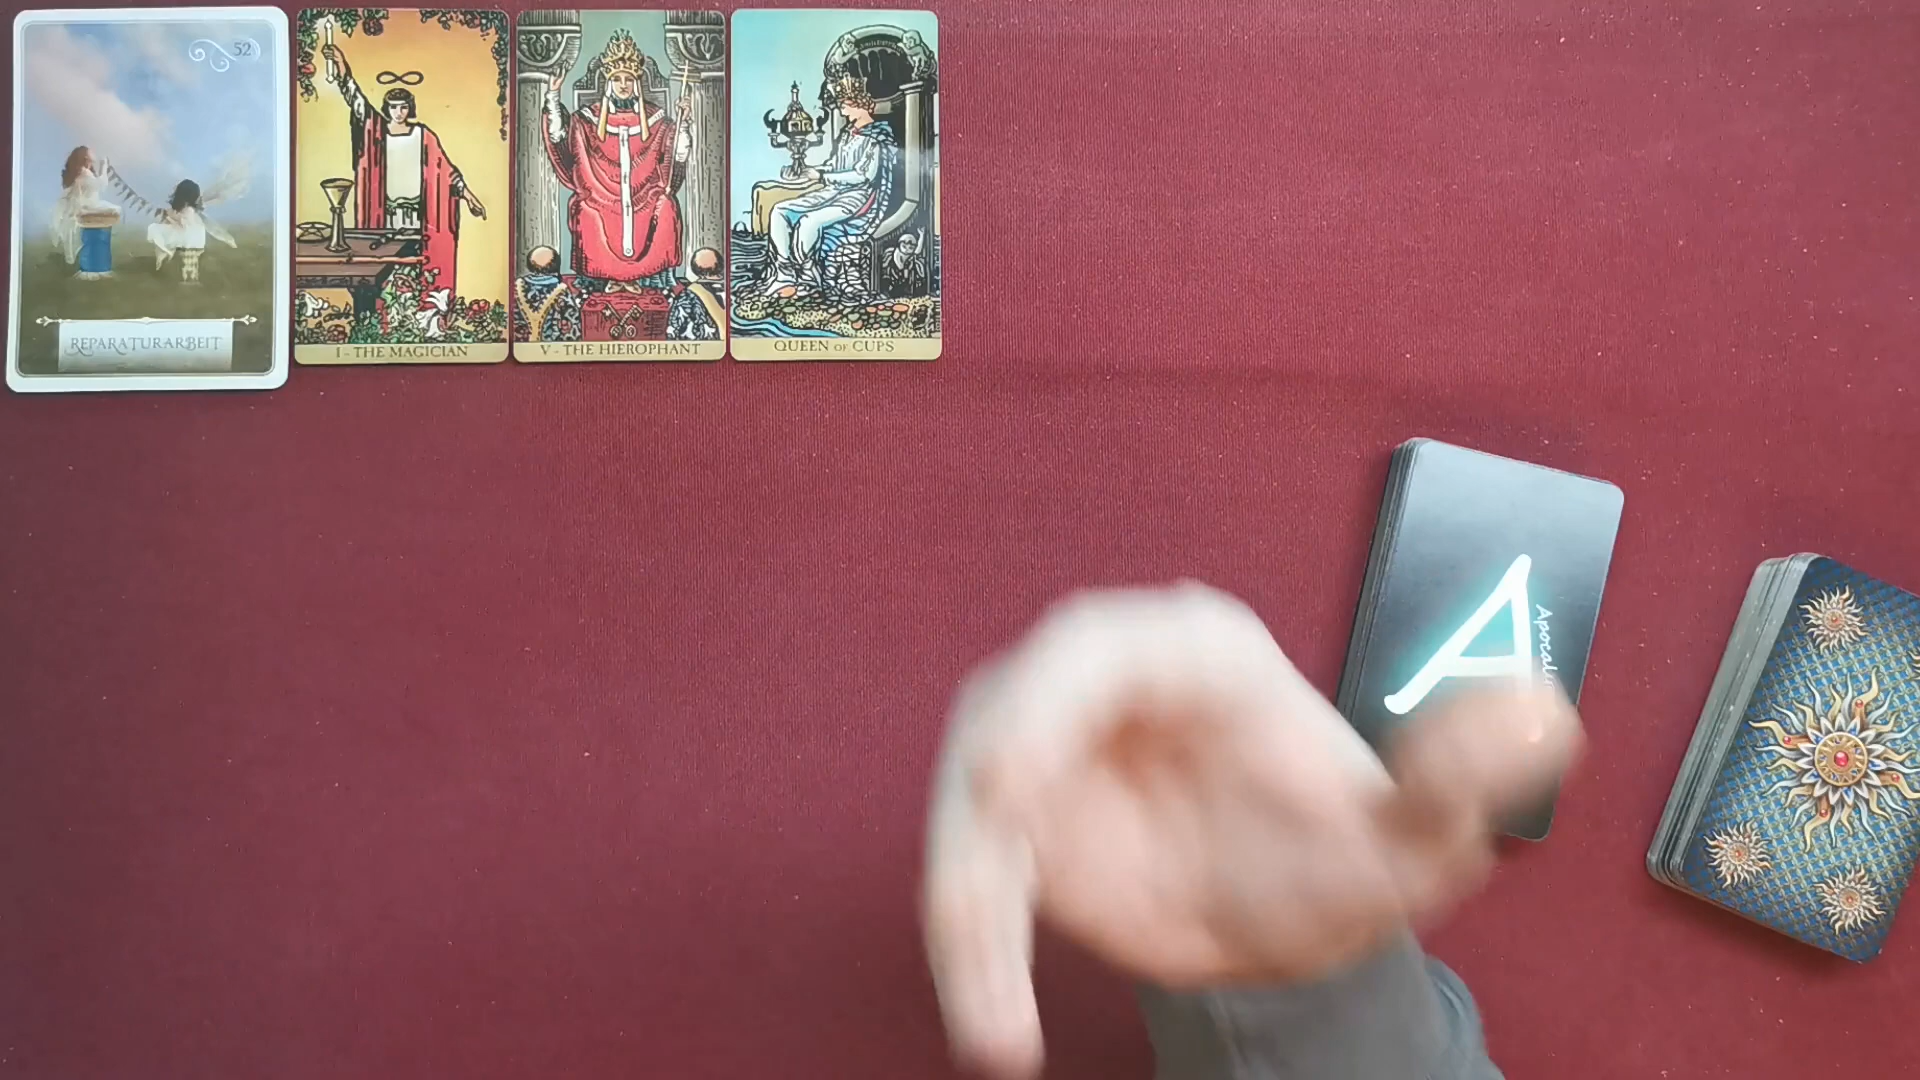 52
REPARATURARBEIT
I - THE MAGICIAN
V - THE HIEROPHANT
QUEEN OF CUPS
A